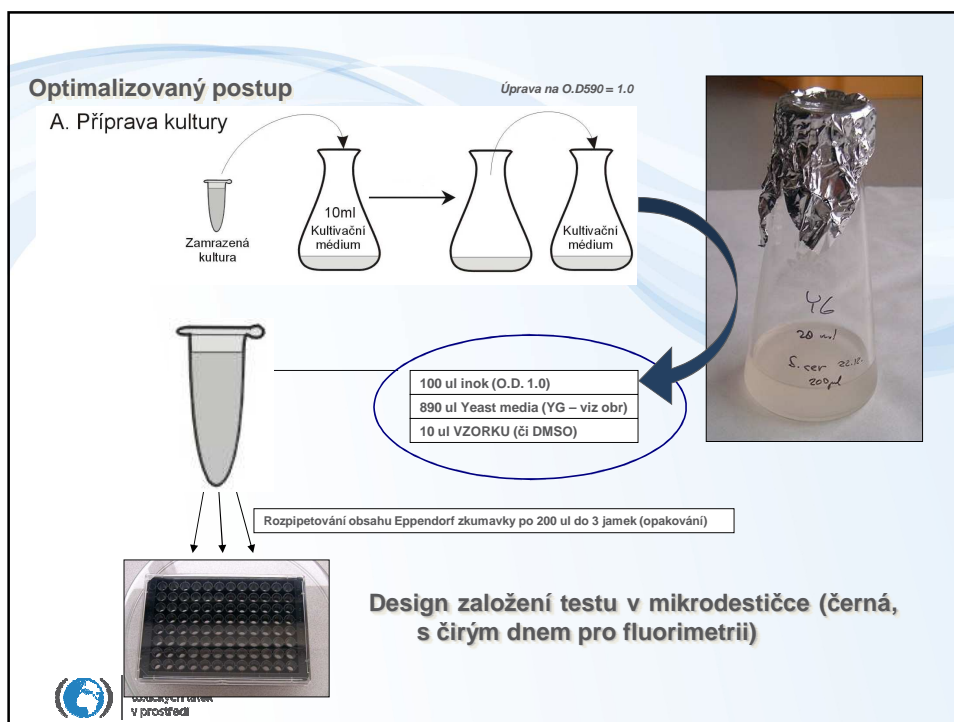 Optimalizovaný postup
Úprava na O.D590 = 1.0
A. Příprava kultury
Zamrazená
kultura
10ml
Kultivační
médium
Kultivační
médium
YG
20 ml
S. cer 22.12.
200µl
100 ul inok (O.D. 1.0)
890 ul Yeast media (YG – viz obr)
10 ul VZORKU (či DMSO)
Rozpipetování obsahu Eppendorf zkumavky po 200 ul do 3 jamek (opakování)
Design založení testu v mikrodestičce (černá,
s čirým dnem pro fluorimetrii)
v prostředí